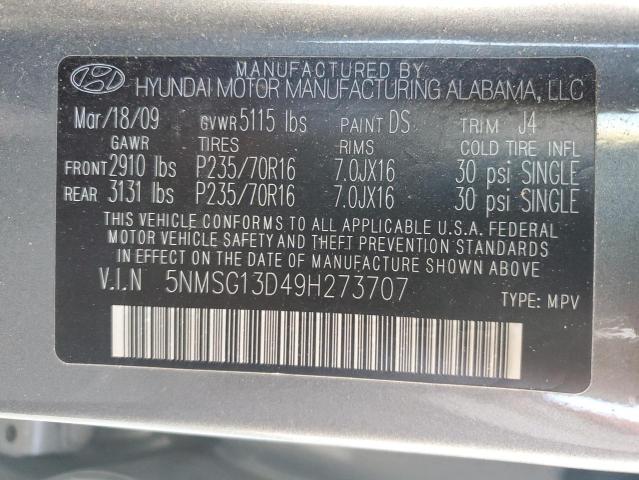 MANUFACTURED BY
HYUNDAI MOTOR MANUFACTURING ALABAMA, LLC
Mar/18/09 GVWR 5115 lbs PAINT DS TRIM J4
GAWR TIRES RIMS COLD TIRE INFL
FRONT 2910 lbs P235/70R16 7.0JX16 30 psi SINGLE
REAR 3131 lbs P235/70R16 7.0JX16 30 psi SINGLE
THIS VEHICLE CONFORMS TO ALL APPLICABLE U.S.A. FEDERAL
MOTOR VEHICLE SAFETY AND THEFT PREVENTION STANDARDS
IN EFFECT ON THE DATE OF MANUFACTURE SHOWN ABOVE.
V.I.N 5NMSG13D49H273707
TYPE: MPV